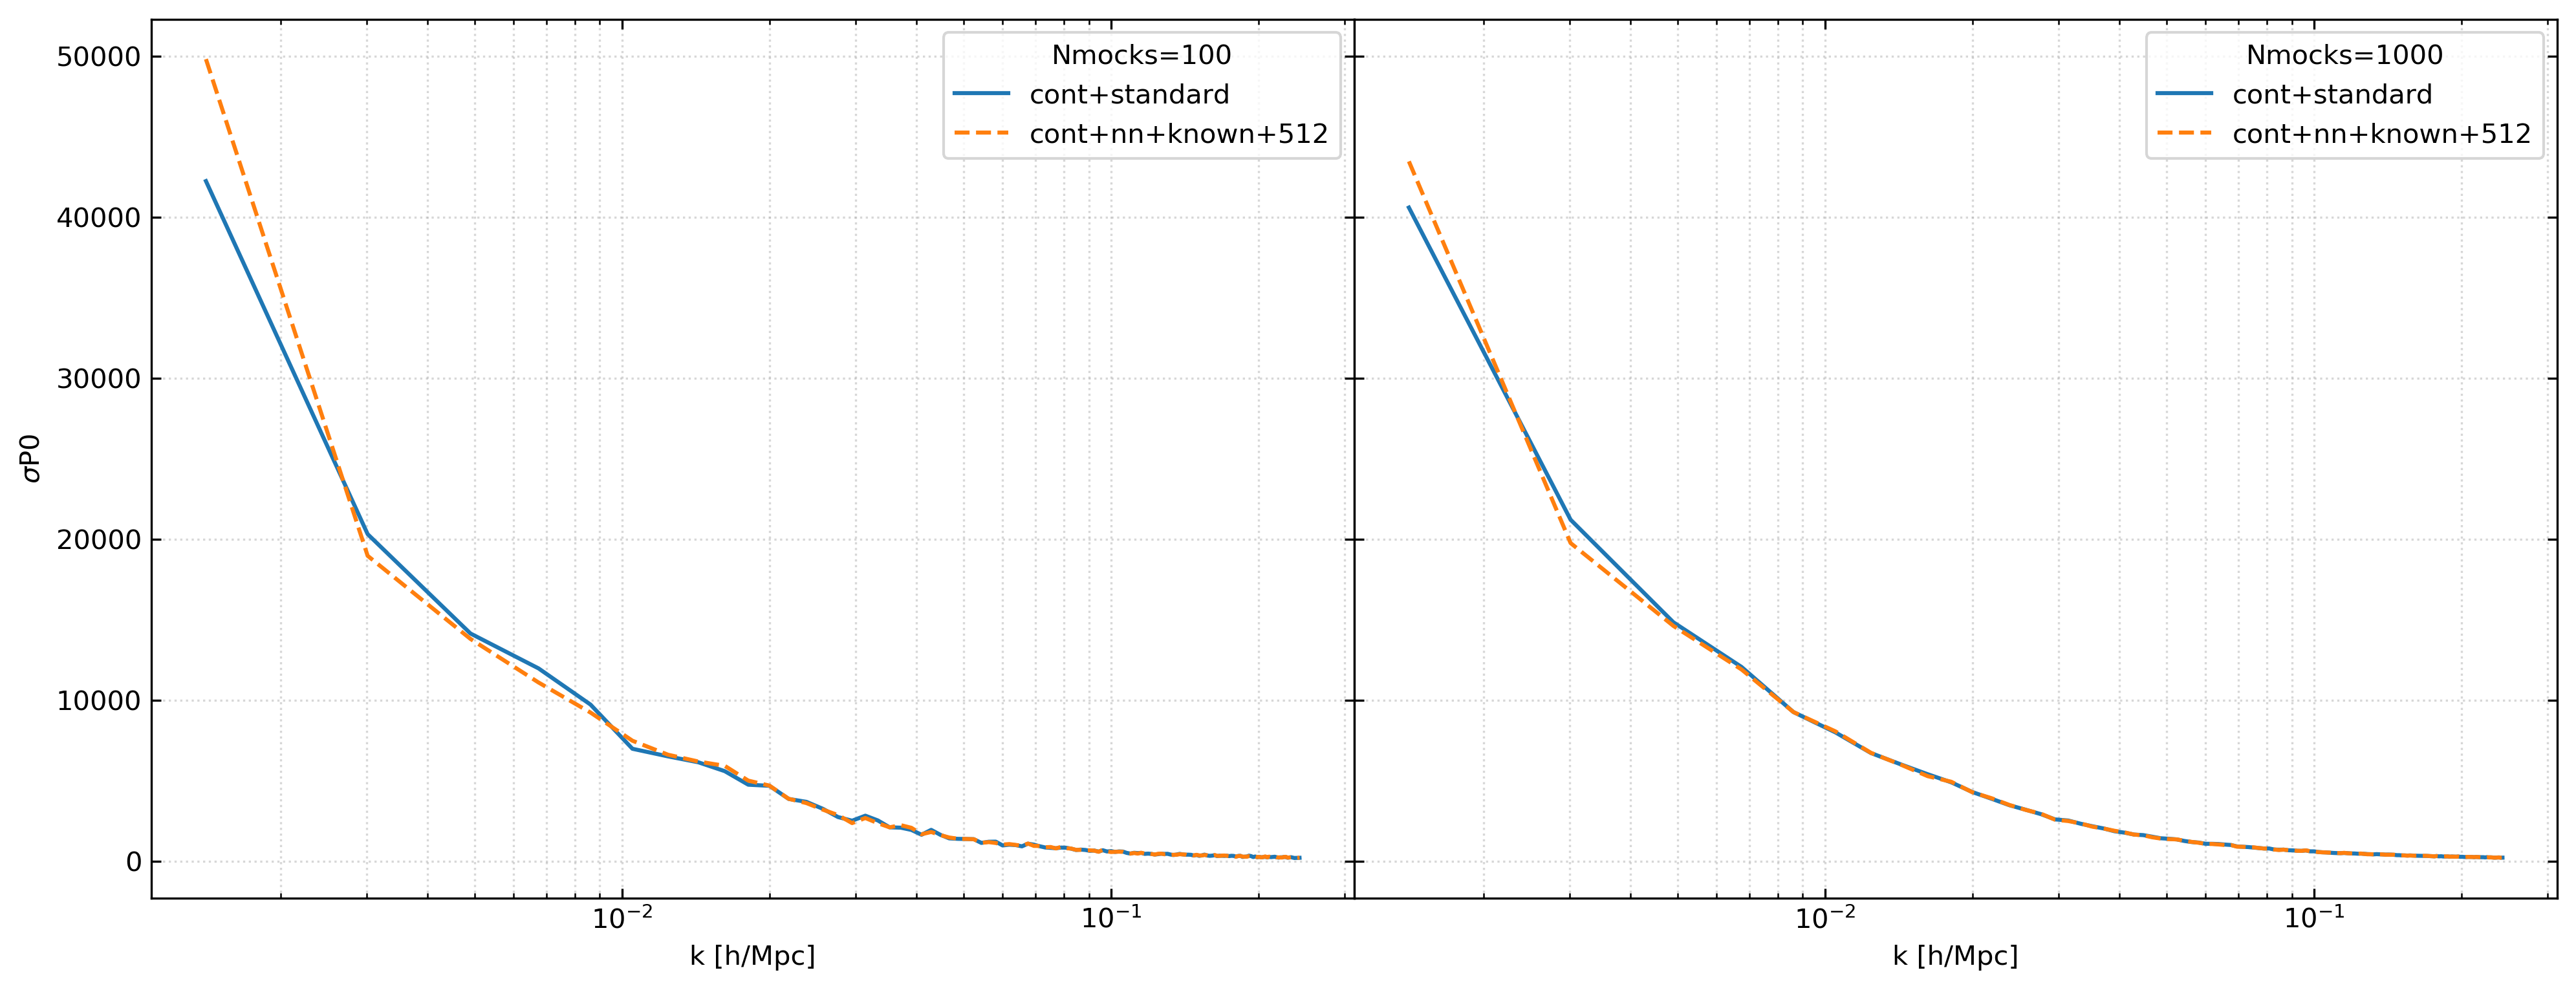 Nmocks=100
cont+standard
cont+nn+known+512
Nmocks=1000
cont+standard
cont+nn+known+512
50000
40000
30000
20000
10000
0
σP0
10⁻²
10⁻¹
10⁻²
10⁻¹
k [h/Mpc]
k [h/Mpc]